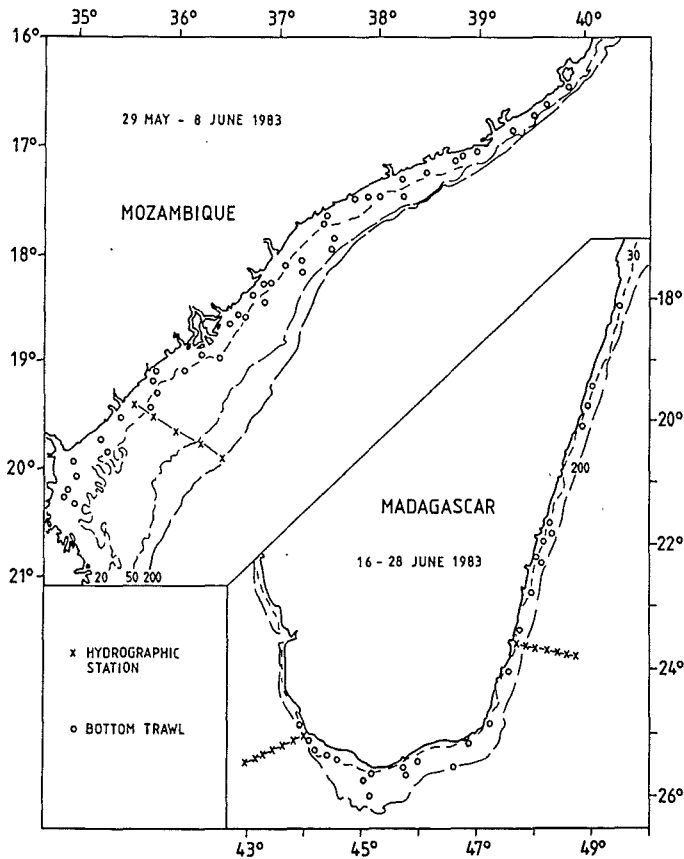 35° 36° 38° 39° 40°
16°
29 MAY - 8 JUNE 1983
17°
MOZAMBIQUE
18°
30
18°
19°
20°
20°
200
MADAGASCAR
16 - 28 JUNE 1983
22°
21°
20 50 200
x HYDROGRAPHIC
STATION
24°
o BOTTOM TRAWL
26°
43° 45° 47° 49°